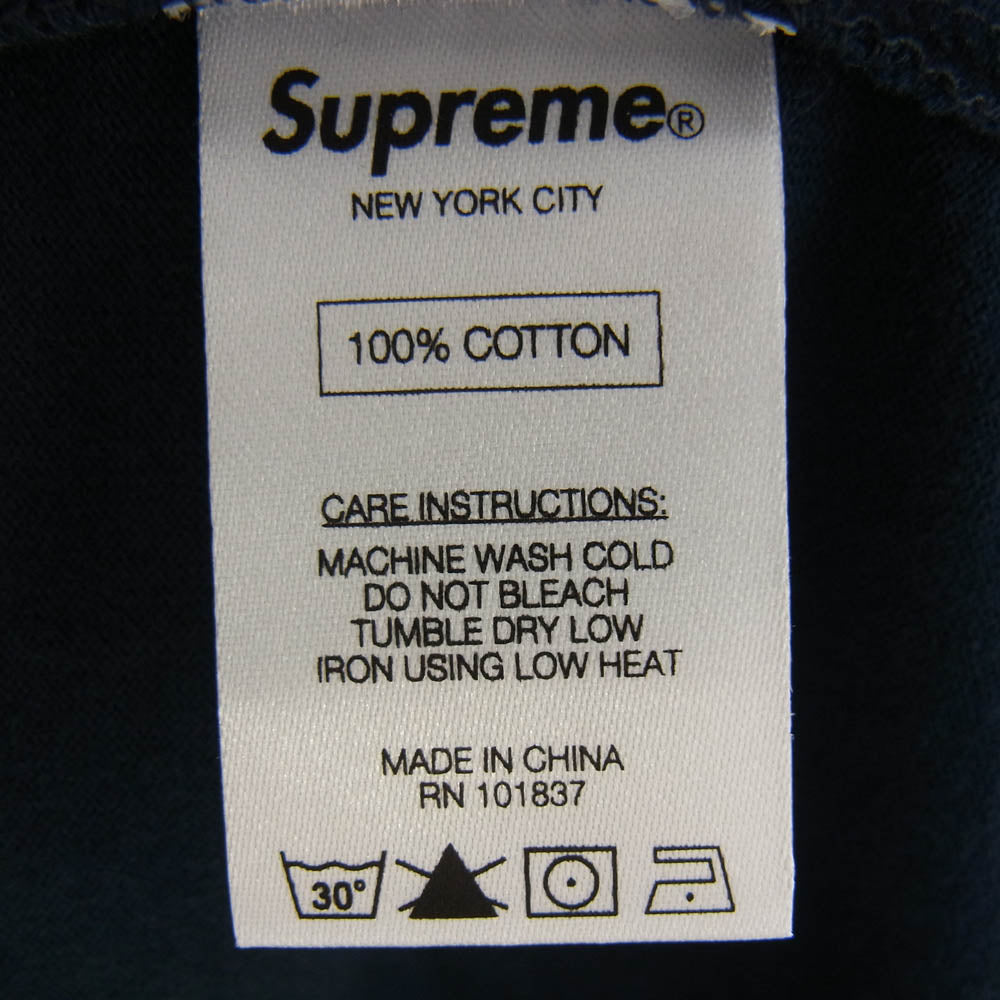 Supreme®
NEW YORK CITY
100% COTTON
CARE INSTRUCTIONS:
MACHINE WASH COLD
DO NOT BLEACH
TUMBLE DRY LOW
IRON USING LOW HEAT
MADE IN CHINA
RN 101837
30°